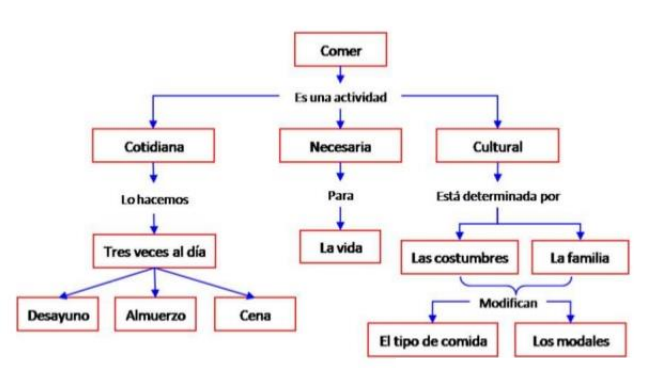 Comer
Es una actividad
Cotidiana
Necesaria
Cultural
Lo hacemos
Para
Está determinada por
Tres veces al día
La vida
Las costumbres
La familia
Modifican
Desayuno
Almuerzo
Cena
El tipo de comida
Los modales